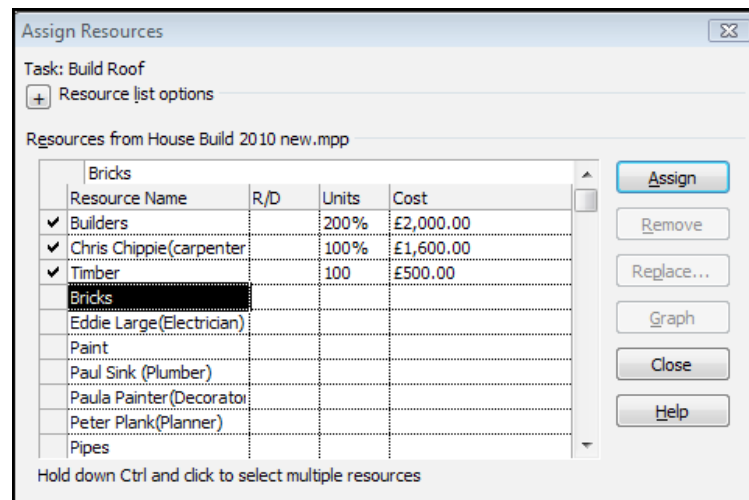 Assign Resources
Task: Build Roof
+ Resource list options
Resources from House Build 2010 new.mpp
Bricks
Resource Name R/D Units Cost
✔ Builders 200% £2,000.00
✔ Chris Chippie(carpenter 100% £1,600.00
✔ Timber 100 £500.00
Bricks
Eddie Large(Electrician)
Paint
Paul Sink (Plumber)
Paula Painter(Decorator
Peter Plank(Planner)
Pipes
Assign
Remove
Replace...
Graph
Close
Help
Hold down Ctrl and click to select multiple resources